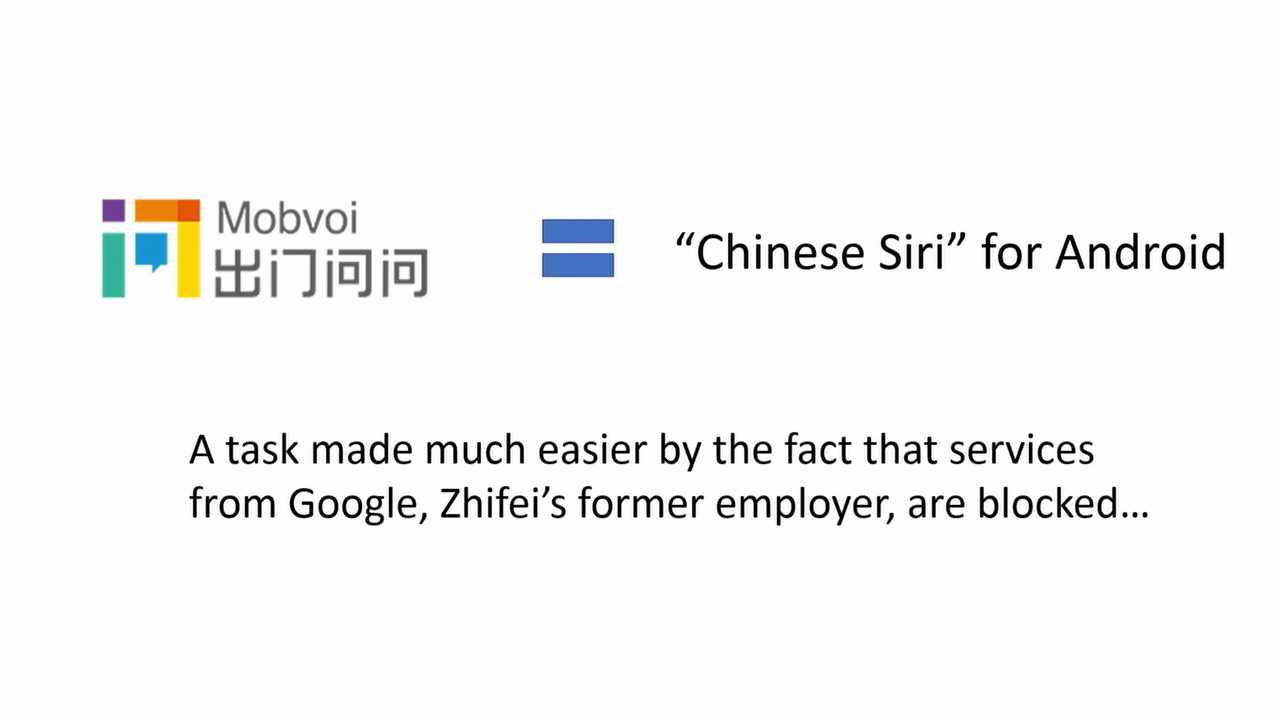 Mobvoi
出门问问
“Chinese Siri” for Android
A task made much easier by the fact that services
from Google, Zhifei’s former employer, are blocked…